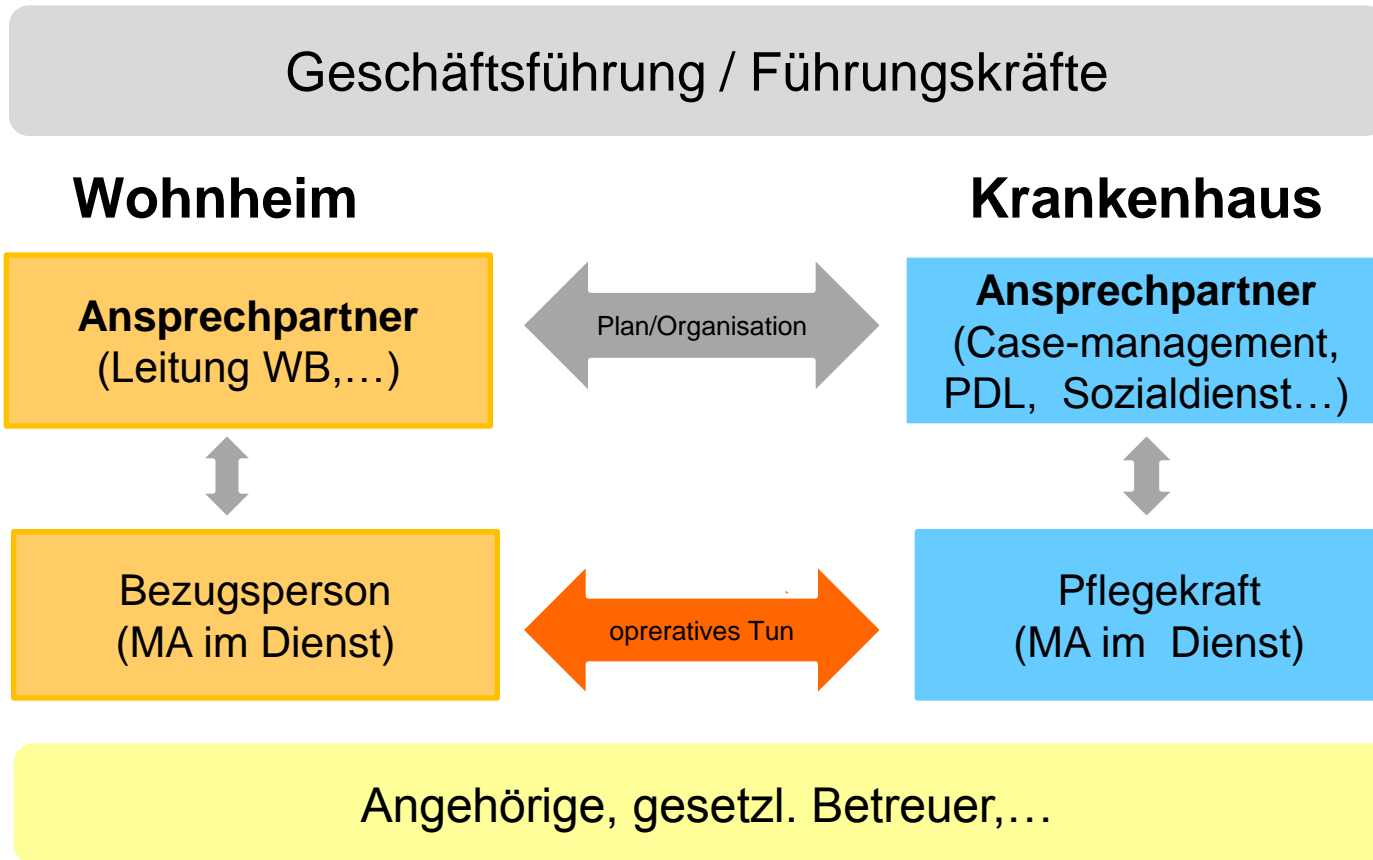 Geschäftsführung / Führungskräfte
Wohnheim
Krankenhaus
Ansprechpartner
(Leitung WB,…)
Plan/Organisation
Ansprechpartner
(Case-management,
PDL, Sozialdienst…)
Bezugsperson
(MA im Dienst)
opreratives Tun
Pflegekraft
(MA im Dienst)
Angehörige, gesetzl. Betreuer,…